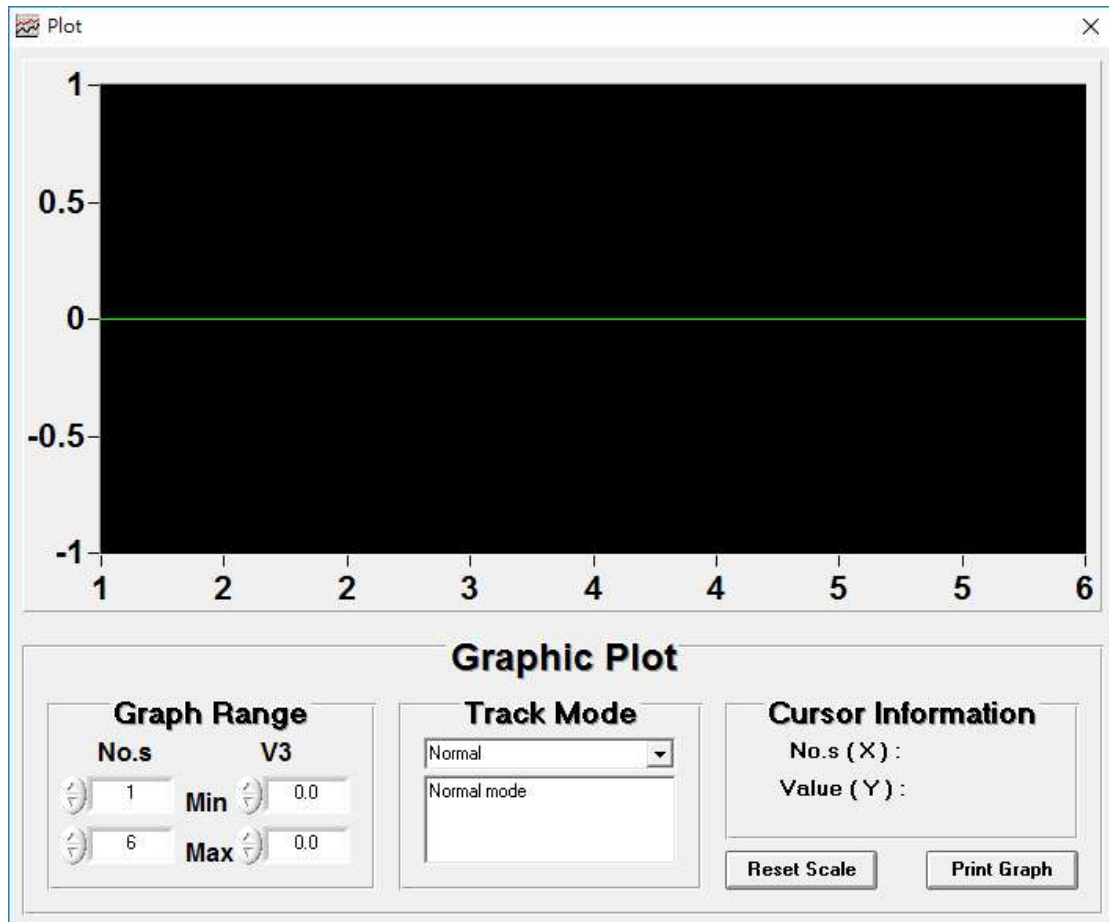 Plot
1
0.5
0
-0.5
-1
1 2 2 3 4 4 5 5 6
Graphic Plot
Graph Range
No.s V3
1 Min 0.0
6 Max 0.0
Track Mode
Normal
Normal mode
Cursor Information
No.s ( X ) :
Value ( Y ) :
Reset Scale
Print Graph